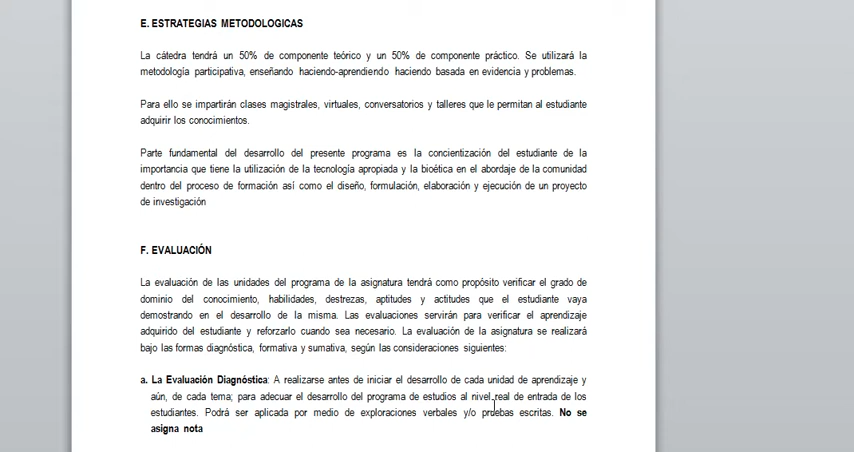 E. ESTRATEGIAS METODOLOGICAS
La cátedra tendrá un 50% de componente teórico y un 50% de componente práctico. Se utilizará la
metodología participativa, enseñando haciendo-aprendiendo haciendo basada en evidencia y problemas.
Para ello se impartirán clases magistrales, virtuales, conversatorios y talleres que le permitan al estudiante
adquirir los conocimientos.
Parte fundamental del desarrollo del presente programa es la concientización del estudiante de la
importancia que tiene la utilización de la tecnología apropiada y la bioética en el abordaje de la comunidad
dentro del proceso de formación así como el diseño, formulación, elaboración y ejecución de un proyecto
de investigación
F. EVALUACIÓN
La evaluación de las unidades del programa de la asignatura tendrá como propósito verificar el grado de
dominio del conocimiento, habilidades, destrezas, aptitudes y actitudes que el estudiante vaya
demostrando en el desarrollo de la misma. Las evaluaciones servirán para verificar el aprendizaje
adquirido del estudiante y reforzarlo cuando sea necesario. La evaluación de la asignatura se realizará
bajo las formas diagnóstica, formativa y sumativa, según las consideraciones siguientes:
a. La Evaluación Diagnóstica: A realizarse antes de iniciar el desarrollo de cada unidad de aprendizaje y
aún, de cada tema; para adecuar el desarrollo del programa de estudios al nivel real de entrada de los
estudiantes. Podrá ser aplicada por medio de exploraciones verbales y/o pruebas escritas. No se
asigna nota